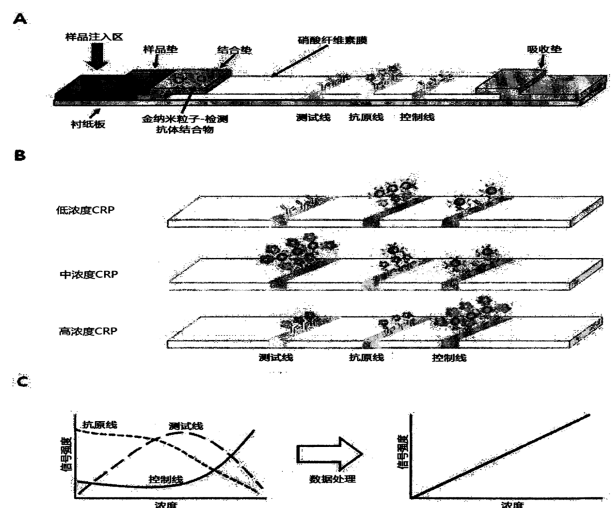 A
样品注入区
样品垫
结合垫
硝酸纤维素膜
吸收垫
衬纸板
金纳米粒子-检测
抗体结合物
测试线
抗原线
控制线
B
低浓度CRP
中浓度CRP
高浓度CRP
测试线
抗原线
控制线
C
信号强度
抗原线
测试线
控制线
浓度
数据处理
信号强度
浓度